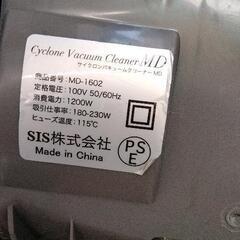 Cyclone Vacuum Cleaner MD
サイクロンバキュームクリーナー MD
商品番号：MD-1602
定格電圧：100V 50/60Hz
消費電力：1200W
吸引仕事率：180-230W
ヒューズ温度：115℃
SIS株式会社
Made in China
PS
E